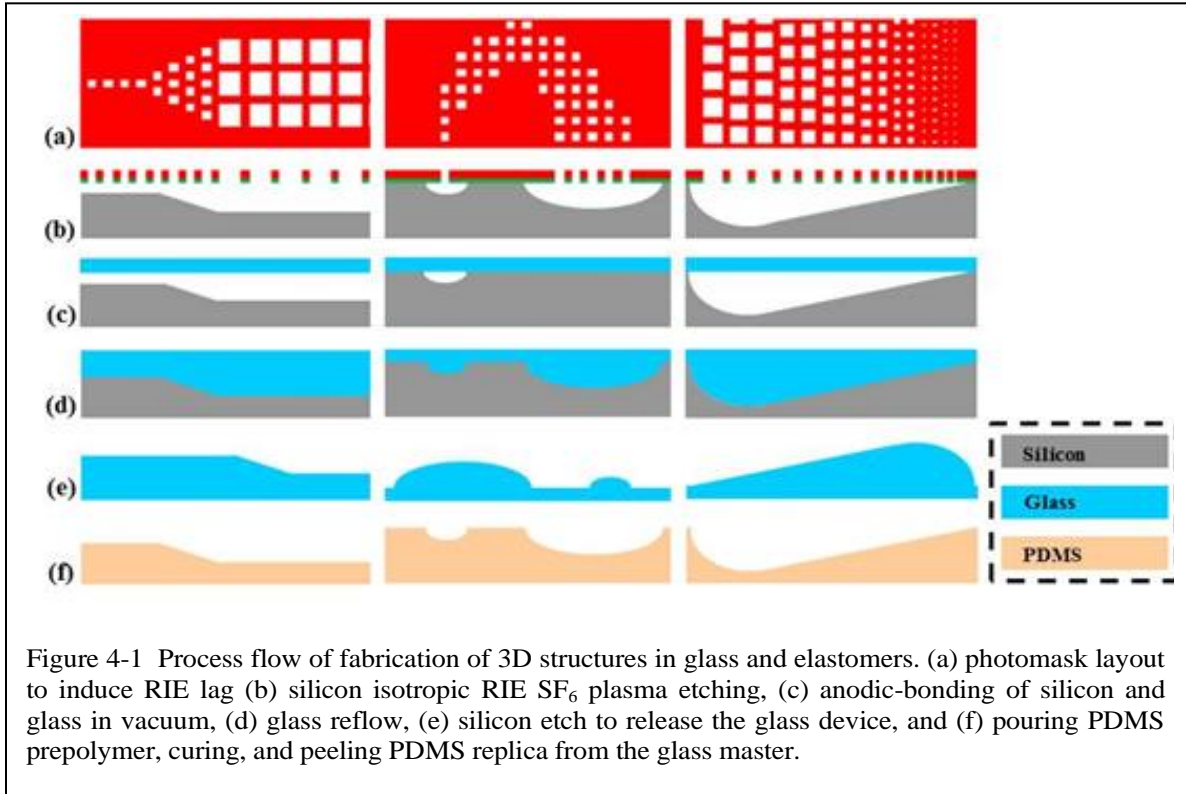 (a)
(b)
(c)
(d)
(e)
(f)
Silicon
Glass
PDMS
Figure 4-1 Process flow of fabrication of 3D structures in glass and elastomers. (a) photomask layout
to induce RIE lag (b) silicon isotropic RIE SF₆ plasma etching, (c) anodic-bonding of silicon and
glass in vacuum, (d) glass reflow, (e) silicon etch to release the glass device, and (f) pouring PDMS
prepolymer, curing, and peeling PDMS replica from the glass master.